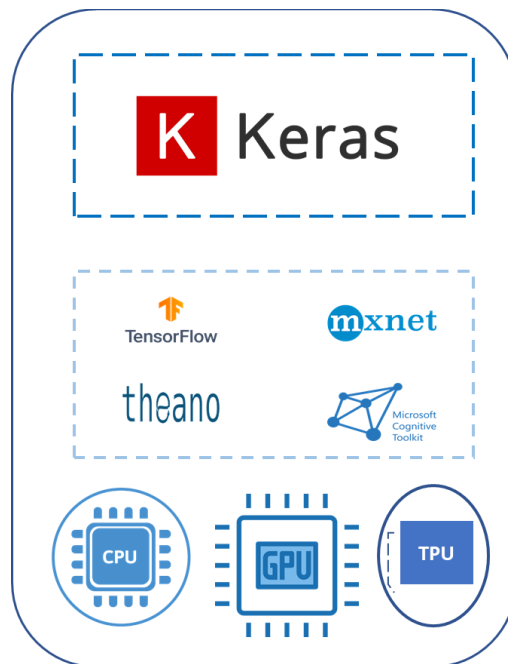 K Keras
TensorFlow
mxnet
theano
Microsoft
Cognitive
Toolkit
CPU
GPU
TPU